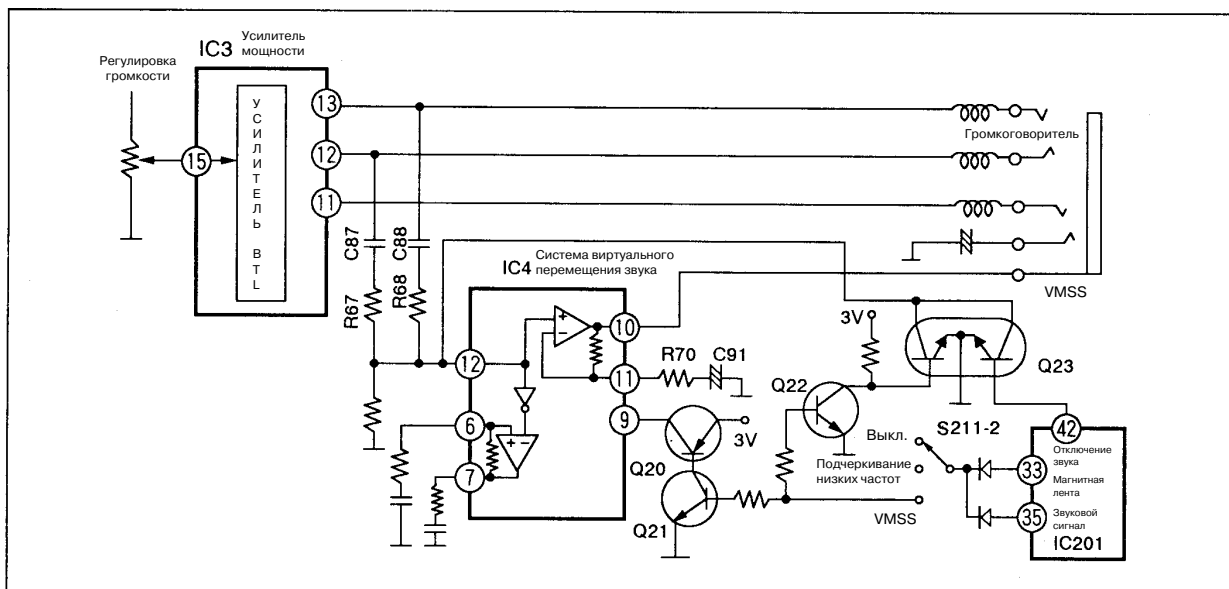 IC3 Усилитель
мощности
Регулировка
громкости
УСИЛИТЕЛЬ BTL
13
12
11
15
Громкоговоритель
C87
C88
R67
R68
IC4 Система виртуального
перемещения звука
VMSS
10
12
11
9
6
7
R70
C91
3V
Q22
Q23
3V
Q20
Q21
S211-2
Выкл.
Подчеркивание
низких частот
VMSS
42
Отключение
звука
33
Магнитная
лента
35
Звуковой
сигнал
IC201